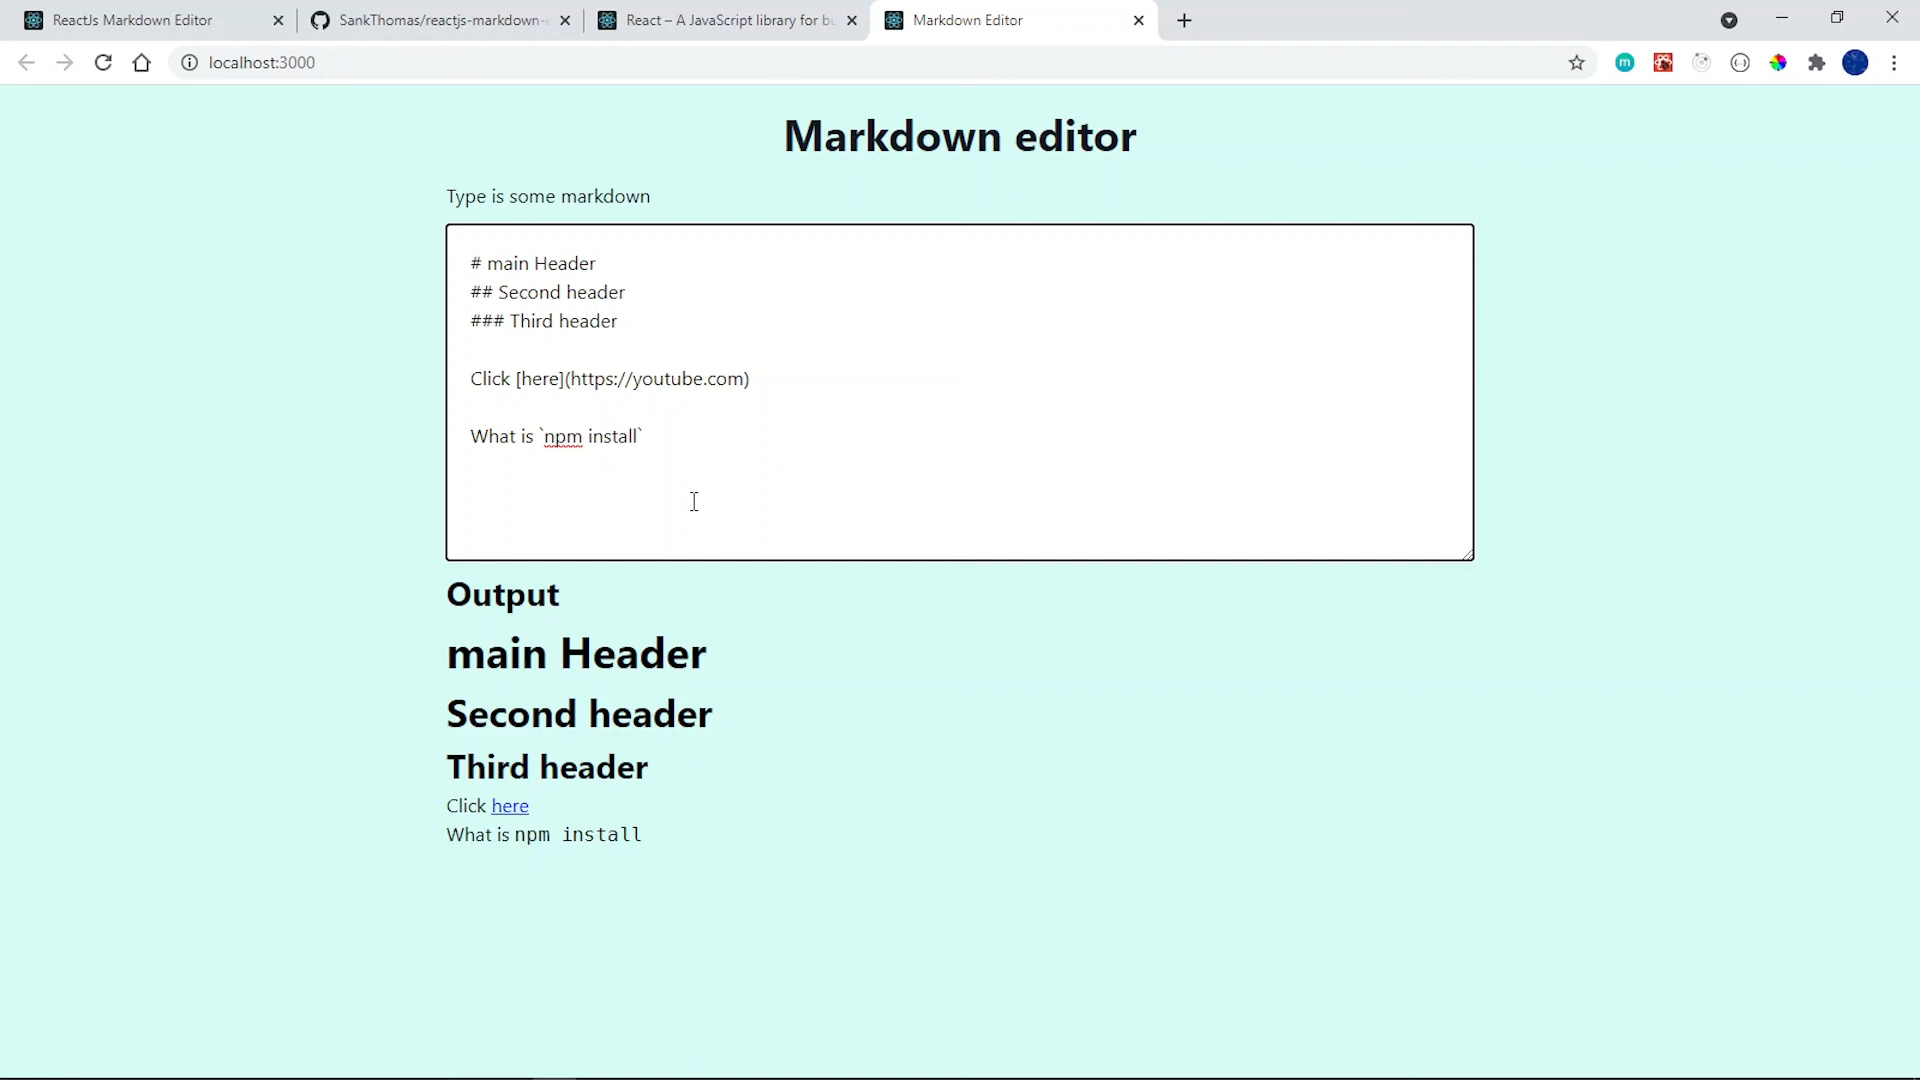 ReactJs Markdown Editor
SankThomas/reactjs-markdown-
React – A JavaScript library for bu
Markdown Editor
localhost:3000
m
Markdown editor
Type is some markdown
# main Header
## Second header
### Third header
Click [here](https://youtube.com)
What is `npm install`
Output
main Header
Second header
Third header
Click here
What is npm install